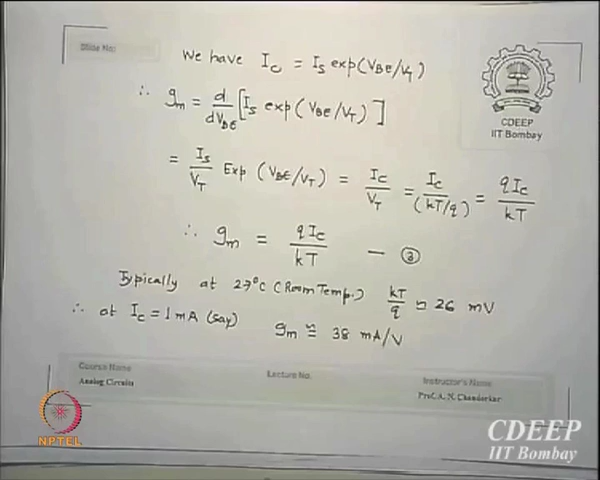 Slide No:
We have I_C = I_S exp(V_BE/V_T)
CDEEP
IIT Bombay
∴ g_m = d/dV_BE [I_S exp(V_BE/V_T)]
= I_S/V_T Exp (V_BE/V_T) = I_C/V_T = I_C/(kT/q) = qI_C/kT
∴ g_m = qI_C/kT — ③
Typically at 27°C (Room Temp.) kT/q ≅ 26 mV
∴ at I_C = 1 mA (say) g_m ≅ 38 mA/V
Course Name
Analog Circuits
Lecture No.
Instructor's Name
Prof. A. N. Chandorkar
NPTEL
CDEEP
IIT Bombay